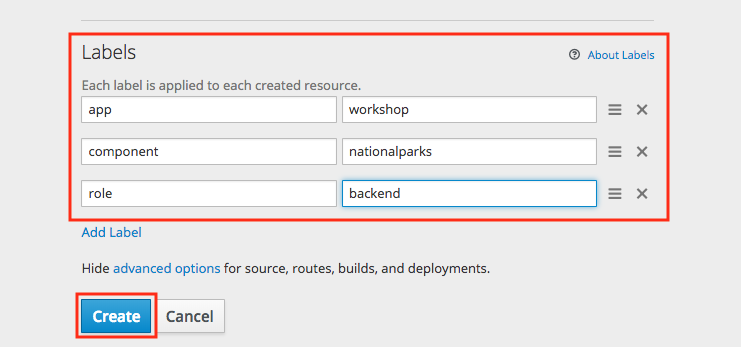 Labels
About Labels
Each label is applied to each created resource.
app workshop
component nationalparks
role backend
Add Label
Hide advanced options for source, routes, builds, and deployments.
Create Cancel